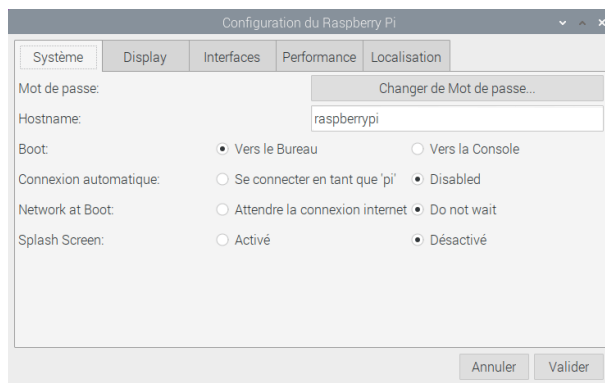 Configuration du Raspberry Pi
Système Display Interfaces Performance Localisation
Mot de passe: Changer de Mot de passe...
Hostname: raspberrypi
Boot: Vers le Bureau Vers la Console
Connexion automatique: Se connecter en tant que 'pi' Disabled
Network at Boot: Attendre la connexion internet Do not wait
Splash Screen: Activé Désactivé
Annuler Valider